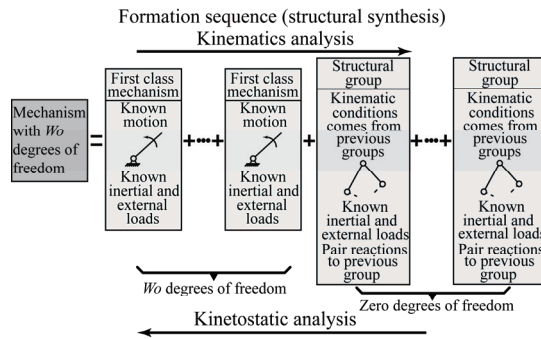 Formation sequence (structural synthesis)
Kinematics analysis
Mechanism
with Wo
degrees of
freedom
=
First class
mechanism
Known
motion
Known
inertial and
external
loads
+•••+
First class
mechanism
Known
motion
Known
inertial and
external
loads
+
Structural
group
Kinematic
conditions
comes from
previous
groups
Known
inertial and
external loads
Pair reactions
to previous
group
+•••+
Structural
group
Kinematic
conditions
comes from
previous
groups
Known
inertial and
external loads
Pair reactions
to previous
group
Wo degrees of freedom
Zero degrees of freedom
Kinetostatic analysis